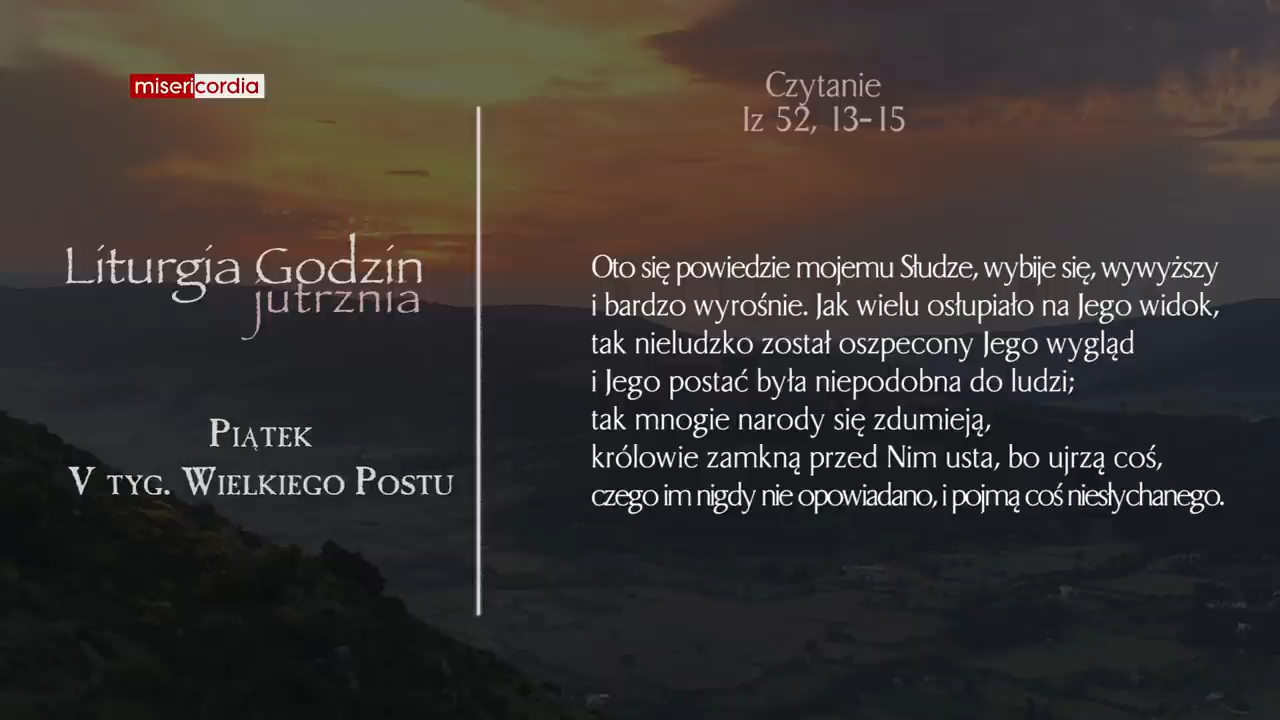 misericordia
Liturgia Godzin
jutrznia
Piątek
V tyg. Wielkiego Postu
Czytanie
Iz 52, 13-15
Oto się powiedzie mojemu Słudze, wybije się, wywyższy
i bardzo wyrośnie. Jak wielu osłupiało na Jego widok,
tak nieludzko został oszpecony Jego wygląd
i Jego postać była niepodobna do ludzi;
tak mnogie narody się zdumieją,
królowie zamkną przed Nim usta, bo ujrzą coś,
czego im nigdy nie opowiadano, i pojmą coś niesłychanego.